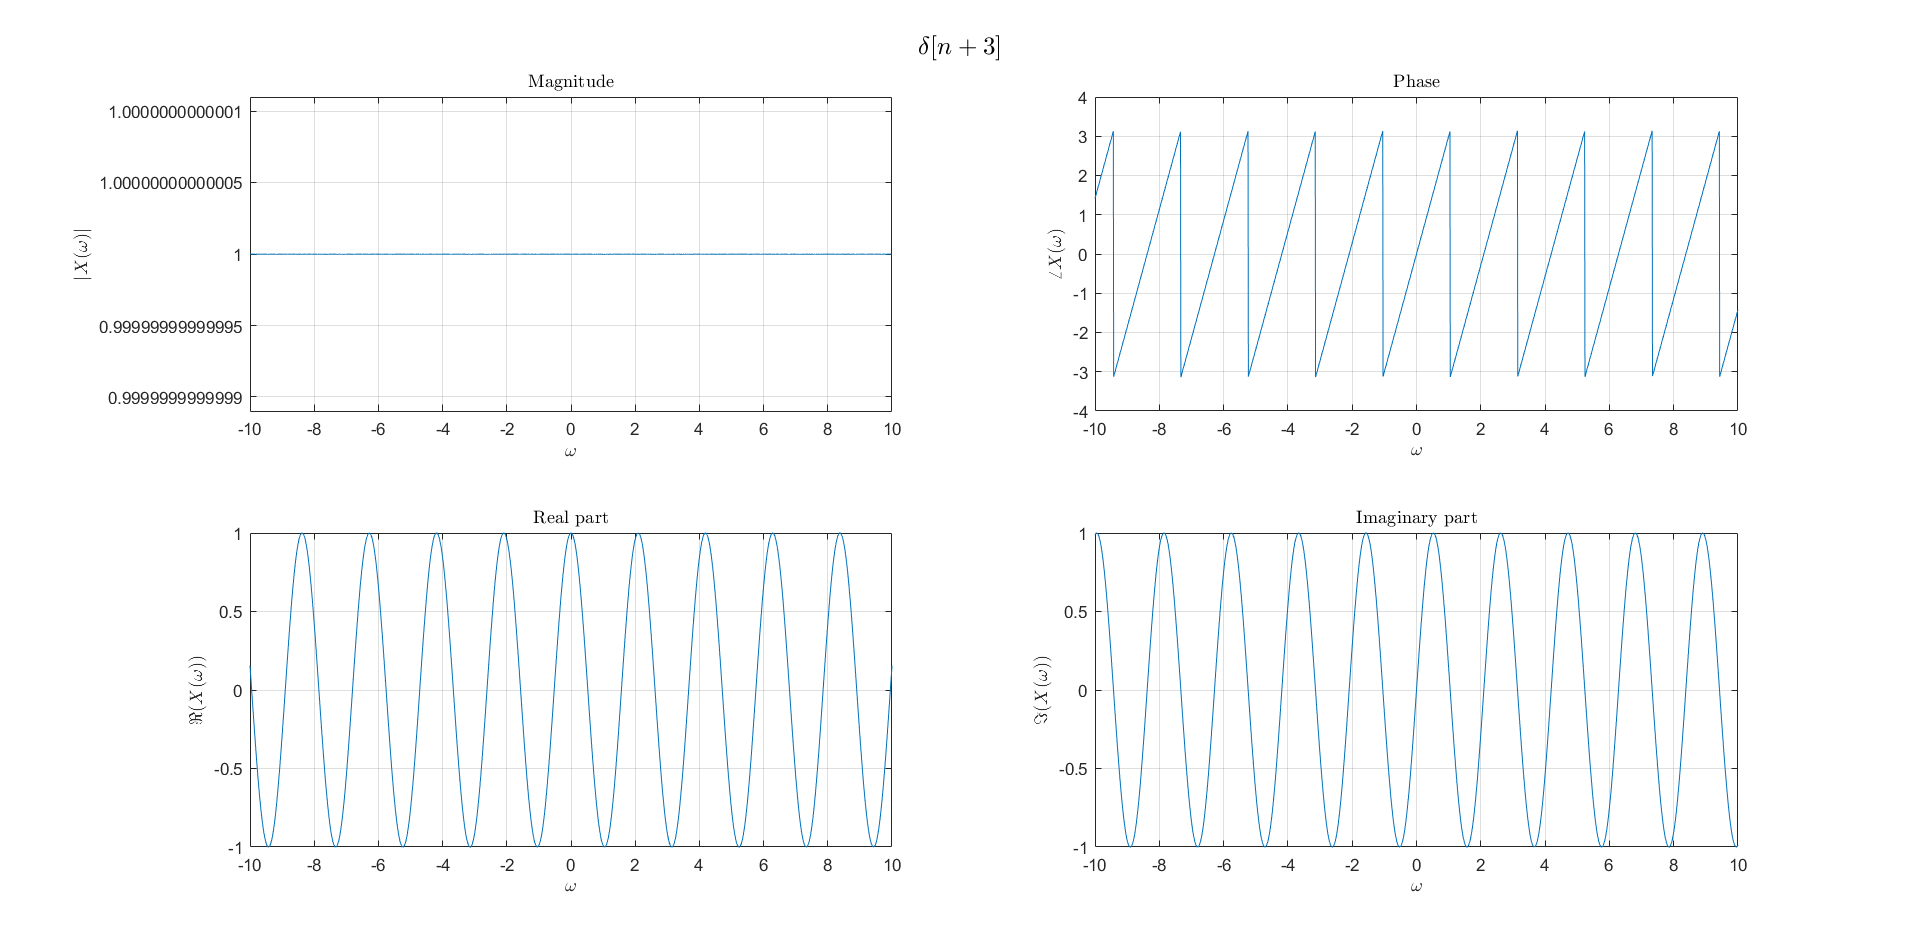 δ[n + 3]
Magnitude
1.0000000000001
1.00000000000005
1
0.99999999999995
0.9999999999999
|X(ω)|
-10 -8 -6 -4 -2 0 2 4 6 8 10
ω
Phase
4
3
2
1
0
-1
-2
-3
-4
∠X(ω)
-10 -8 -6 -4 -2 0 2 4 6 8 10
ω
Real part
1
0.5
0
-0.5
-1
ℜ(X(ω))
-10 -8 -6 -4 -2 0 2 4 6 8 10
ω
Imaginary part
1
0.5
0
-0.5
-1
ℑ(X(ω))
-10 -8 -6 -4 -2 0 2 4 6 8 10
ω